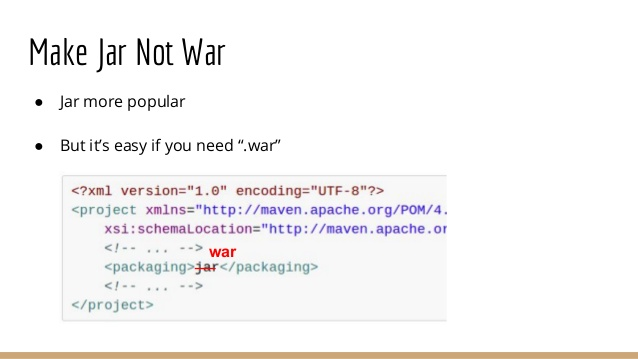 Make Jar Not War
● Jar more popular
● But it’s easy if you need “.war”
<?xml version="1.0" encoding="UTF-8"?>
<project xmlns="http://maven.apache.org/POM/4.
xsi:schemaLocation="http://maven.apache.or
<!-- ... -->
war
<packaging>jar</packaging>
<!-- ... -->
</project>